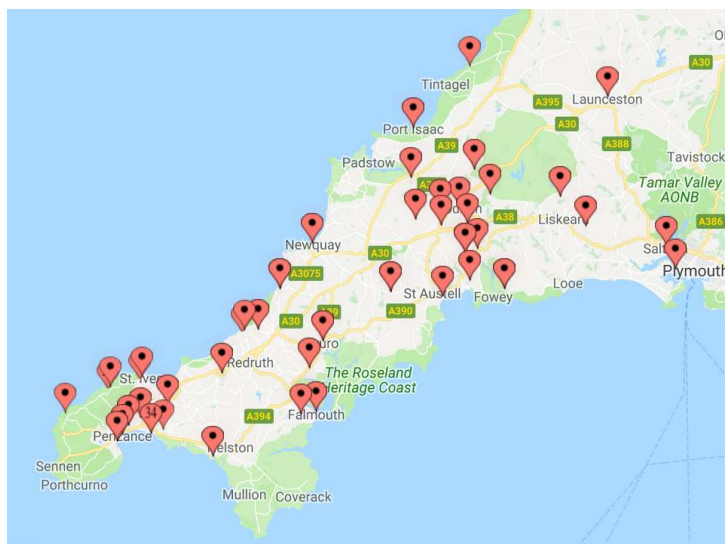 A30
Tintagel
A395
Launceston
Port Isaac
A30
A39
A388
Padstow
Tavistock
Tamar Valley
AONB
Liskeard
A38
A386
Newquay
A30
Plymouth
A3075
St Austell
Fowey
Looe
A390
A30
Redruth
The Roseland
Heritage Coast
34
A394
Falmouth
Penzance
Helston
Sennen
Porthcurno
Mullion
Coverack